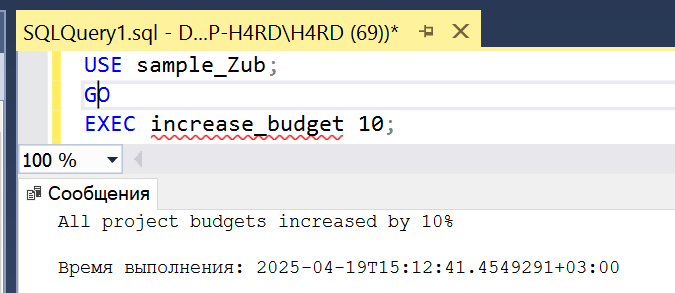 SQLQuery1.sql - D...P-H4RD\H4RD (69))*
USE sample_Zub;
GO
EXEC increase_budget 10;
100 %
Сообщения
All project budgets increased by 10%
Время выполнения: 2025-04-19T15:12:41.4549291+03:00